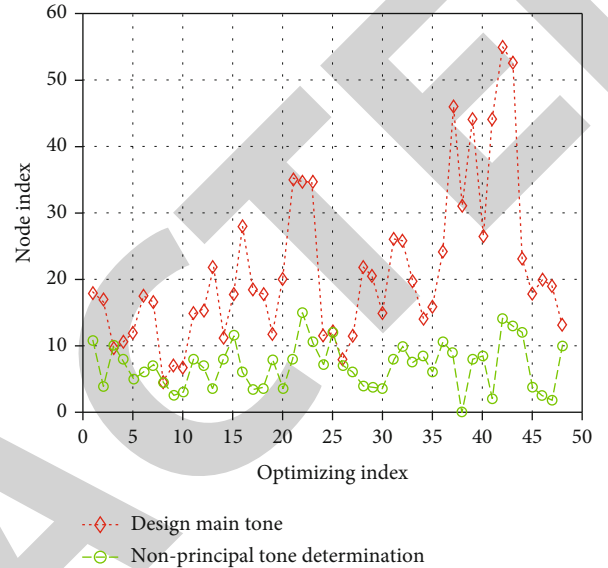 60
50
40
30
20
10
0
Node index
0 5 10 15 20 25 30 35 40 45 50
Optimizing index
Design main tone
Non-principal tone determination